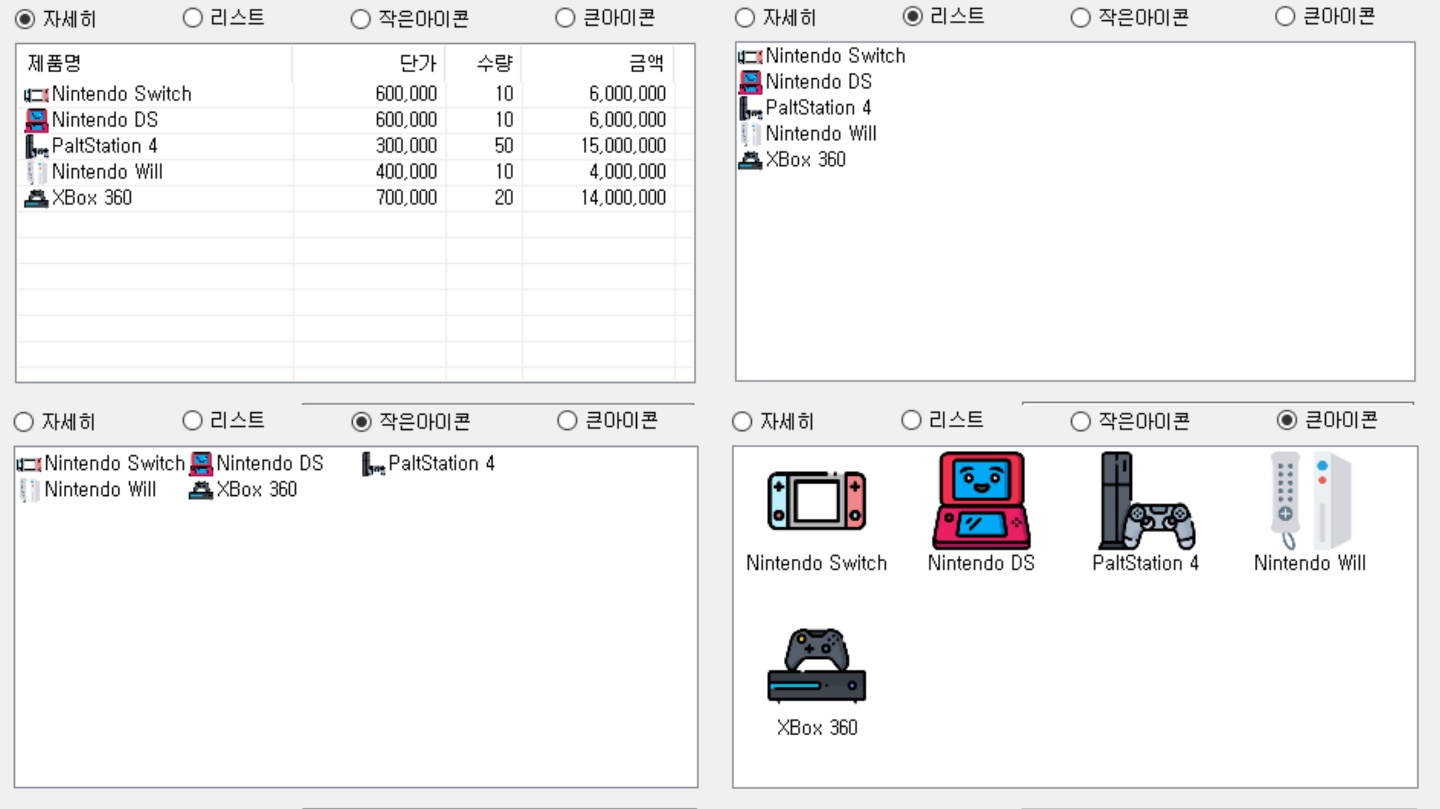 자세히 리스트 작은아이콘 큰아이콘
제품명 단가 수량 금액
Nintendo Switch 600,000 10 6,000,000
Nintendo DS 600,000 10 6,000,000
PaltStation 4 300,000 50 15,000,000
Nintendo Will 400,000 10 4,000,000
XBox 360 700,000 20 14,000,000
자세히 리스트 작은아이콘 큰아이콘
Nintendo Switch
Nintendo DS
PaltStation 4
Nintendo Will
XBox 360
자세히 리스트 작은아이콘 큰아이콘
Nintendo Switch Nintendo DS PaltStation 4
Nintendo Will XBox 360
자세히 리스트 작은아이콘 큰아이콘
Nintendo Switch Nintendo DS PaltStation 4 Nintendo Will
XBox 360